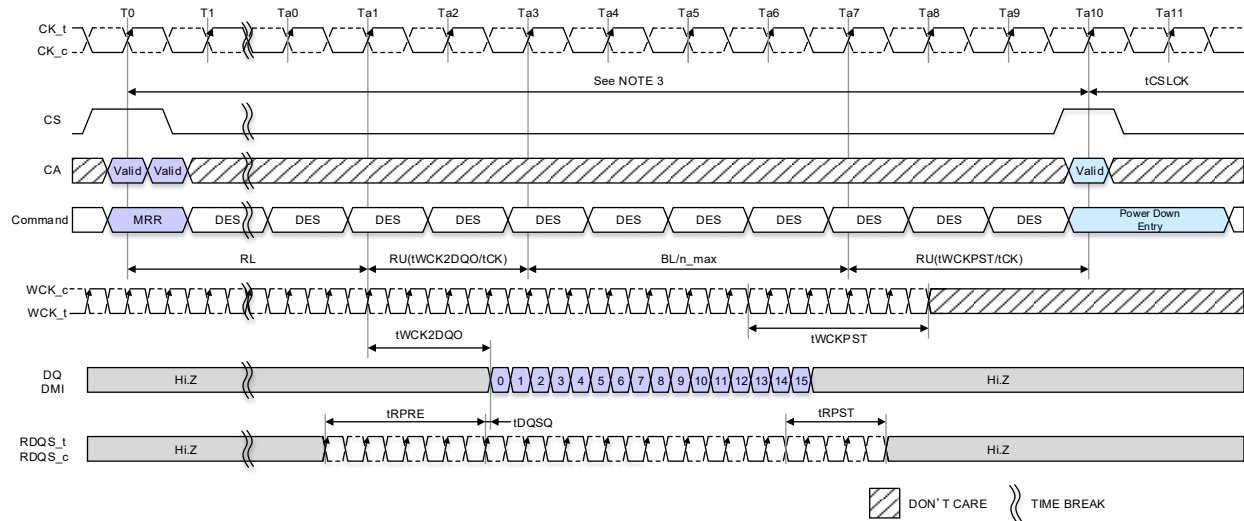 T0 T1 Ta0 Ta1 Ta2 Ta3 Ta4 Ta5 Ta6 Ta7 Ta8 Ta9 Ta10 Ta11
CK_t
CK_c
See NOTE 3 tCSLCK
CS
CA Valid Valid Valid
Command MRR DES DES DES DES DES DES DES DES DES DES DES Power Down
Entry
RL RU(tWCK2DQO/tCK) BL/n_max RU(tWCKPST/tCK)
WCK_c
WCK_t
tWCK2DQO tWCKPST
DQ
DMI
Hi.Z 0 1 2 3 4 5 6 7 8 9 10 11 12 13 14 15 Hi.Z
tRPRE tDQSQ tRPST
RDQS_t
RDQS_c
Hi.Z Hi.Z
DON'T CARE TIME BREAK